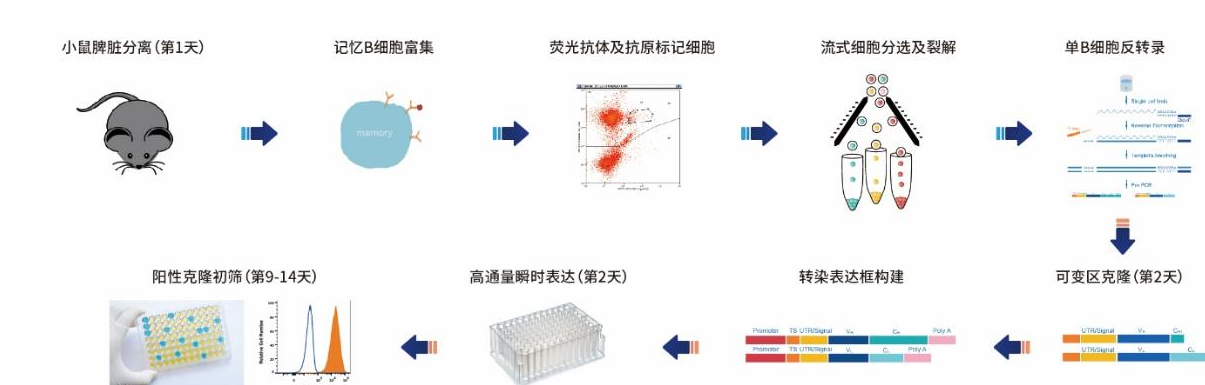 小鼠脾脏分离(第1天)
记忆B细胞富集
荧光抗体及抗原标记细胞
流式细胞分选及裂解
单B细胞反转录
memory
Single cell lysis
Reverse Transcription
Template Switching
Pre PCR
阳性克隆初筛(第9-14天)
高通量瞬时表达(第2天)
转染表达框构建
可变区克隆(第2天)
Relative Cell Number
Promoter TS UTR/Signal Poly A
Promoter TS UTR/Signal Poly A
UTR/Signal
UTR/Signal